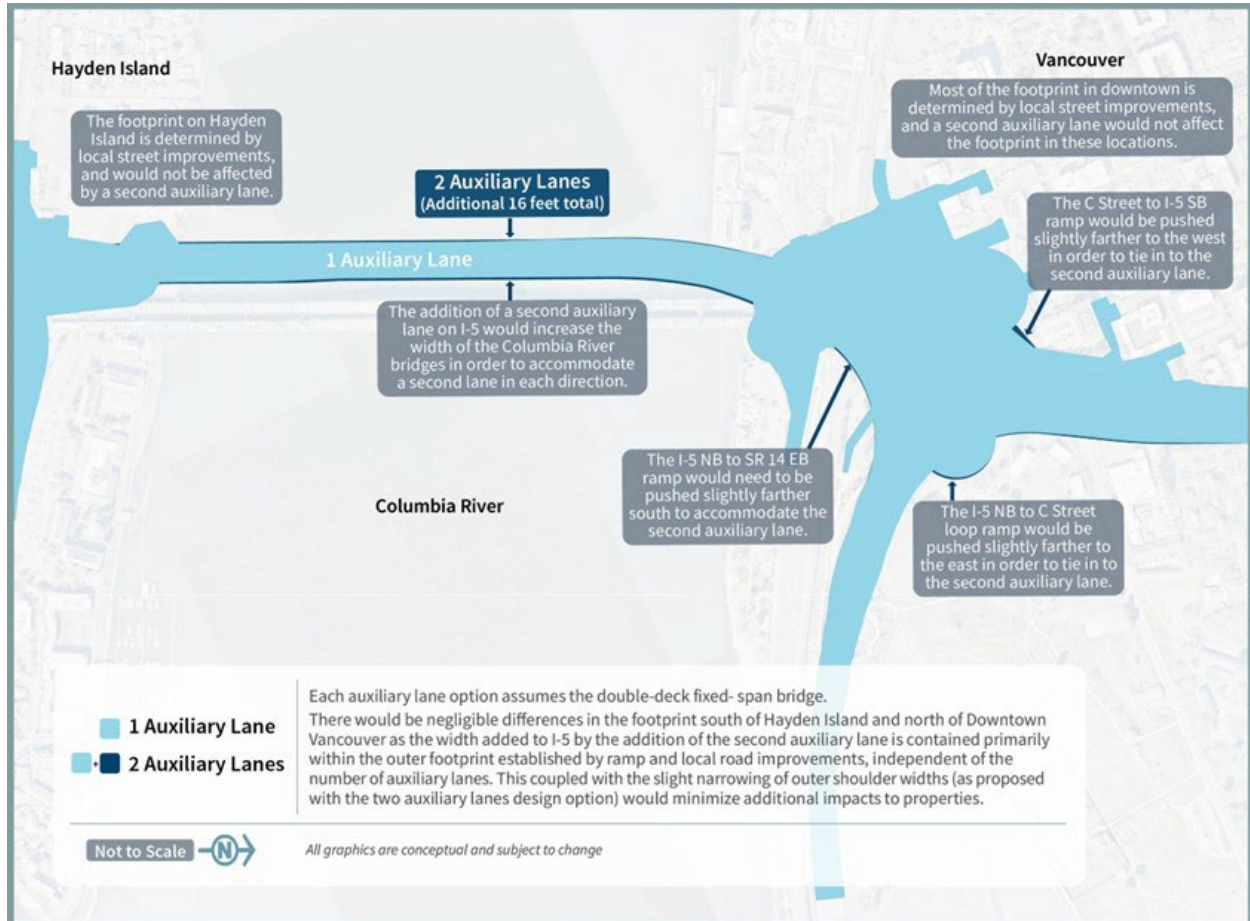 Hayden Island
The footprint on Hayden
Island is determined by
local street improvements,
and would not be affected
by a second auxiliary lane.
Vancouver
Most of the footprint in downtown is
determined by local street improvements,
and a second auxiliary lane would not affect
the footprint in these locations.
2 Auxiliary Lanes
(Additional 16 feet total)
1 Auxiliary Lane
The C Street to I-5 SB
ramp would be pushed
slightly farther to the west
in order to tie in to the
second auxiliary lane.
The addition of a second auxiliary
lane on I-5 would increase the
width of the Columbia River
bridges in order to accommodate
a second lane in each direction.
The I-5 NB to SR 14 EB
ramp would need to be
pushed slightly farther
south to accommodate the
second auxiliary lane.
Columbia River
The I-5 NB to C Street
loop ramp would be
pushed slightly farther to
the east in order to tie in to
the second auxiliary lane.
1 Auxiliary Lane
+ 2 Auxiliary Lanes
Each auxiliary lane option assumes the double-deck fixed- span bridge.
There would be negligible differences in the footprint south of Hayden Island and north of Downtown
Vancouver as the width added to I-5 by the addition of the second auxiliary lane is contained primarily
within the outer footprint established by ramp and local road improvements, independent of the
number of auxiliary lanes. This coupled with the slight narrowing of outer shoulder widths (as proposed
with the two auxiliary lanes design option) would minimize additional impacts to properties.
Not to Scale N
All graphics are conceptual and subject to change